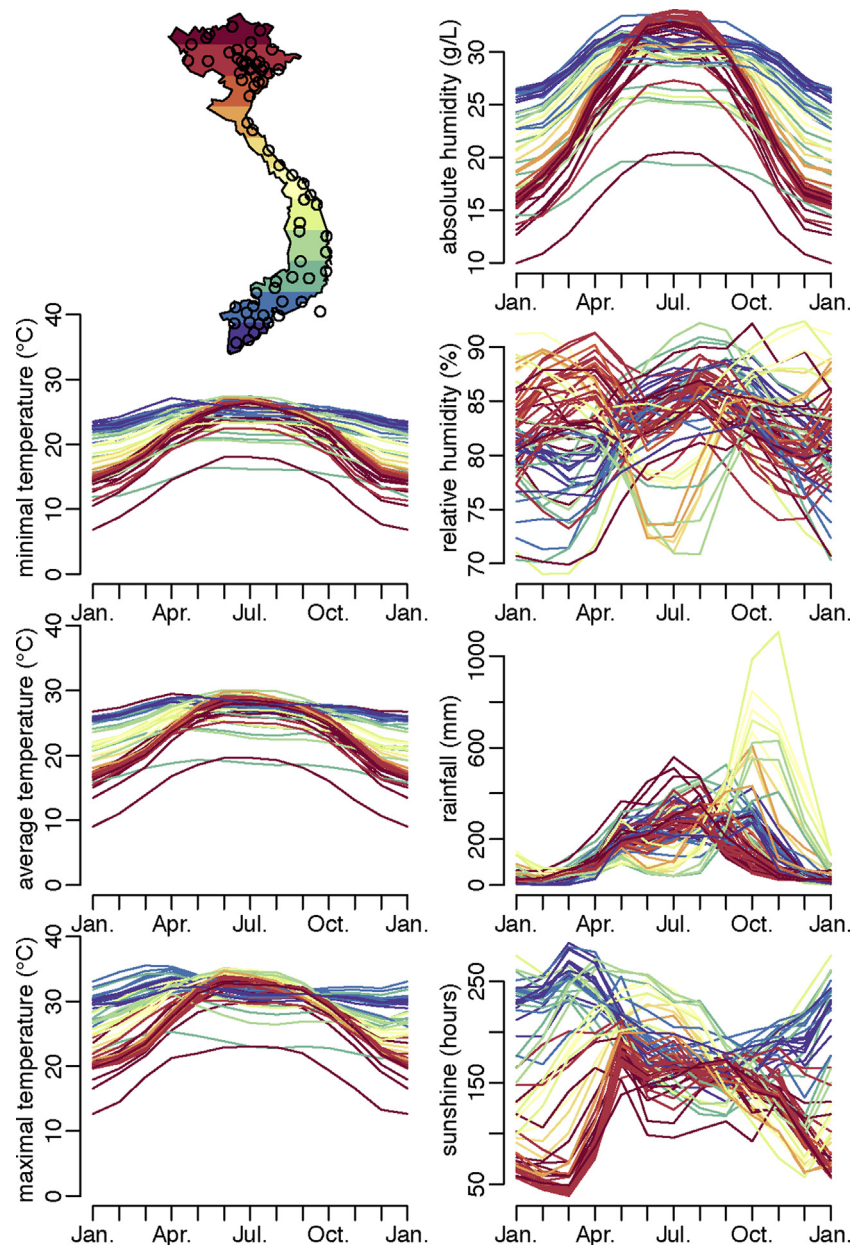 absolute humidity (g/L)
30
25
20
15
10
Jan. Apr. Jul. Oct. Jan.
minimal temperature (°C)
40
30
20
10
0
Jan. Apr. Jul. Oct. Jan.
relative humidity (%)
90
85
80
75
70
Jan. Apr. Jul. Oct. Jan.
average temperature (°C)
40
30
20
10
0
Jan. Apr. Jul. Oct. Jan.
rainfall (mm)
1000
600
200
0
Jan. Apr. Jul. Oct. Jan.
maximal temperature (°C)
40
30
20
10
0
Jan. Apr. Jul. Oct. Jan.
sunshine (hours)
250
150
50
Jan. Apr. Jul. Oct. Jan.